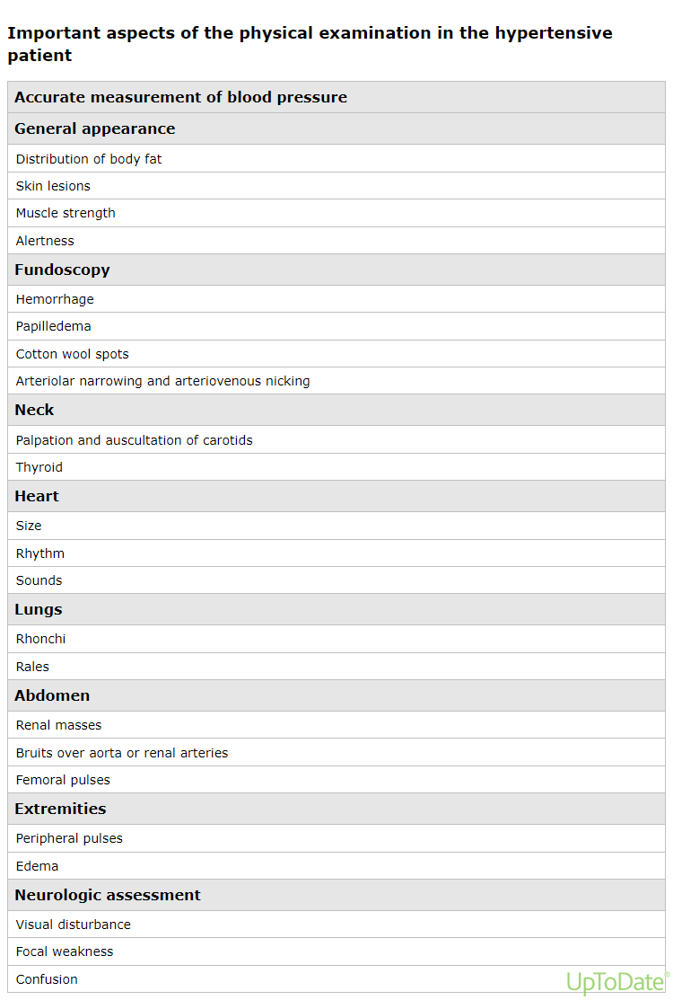 Important aspects of the physical examination in the hypertensive
patient
Accurate measurement of blood pressure
General appearance
Distribution of body fat
Skin lesions
Muscle strength
Alertness
Fundoscopy
Hemorrhage
Papilledema
Cotton wool spots
Arteriolar narrowing and arteriovenous nicking
Neck
Palpation and auscultation of carotids
Thyroid
Heart
Size
Rhythm
Sounds
Lungs
Rhonchi
Rales
Abdomen
Renal masses
Bruits over aorta or renal arteries
Femoral pulses
Extremities
Peripheral pulses
Edema
Neurologic assessment
Visual disturbance
Focal weakness
Confusion
UpToDate®